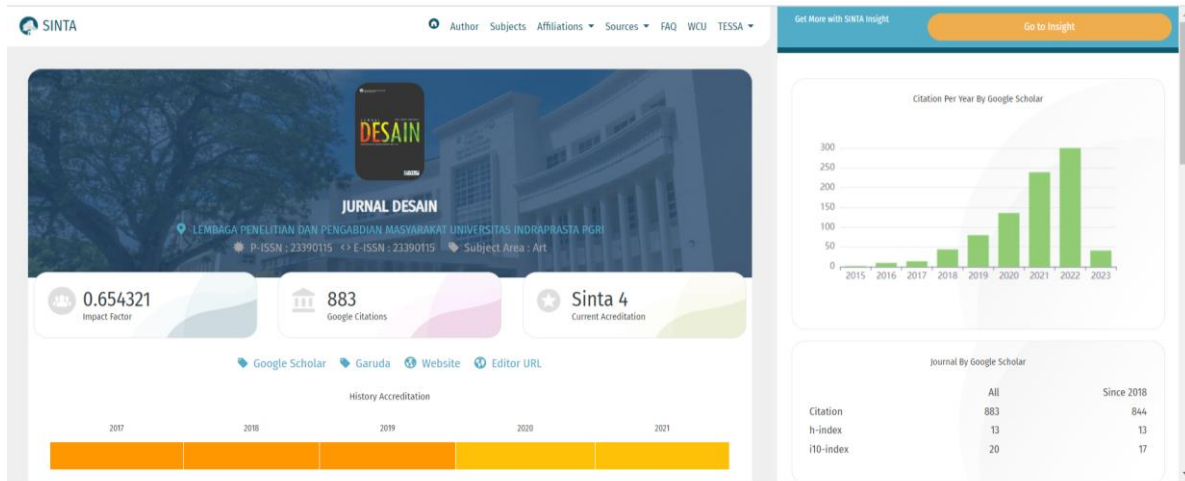 SINTA
Author Subjects Affiliations Sources FAQ WCU TESSA
DESAIN
JURNAL DESAIN
LEMBAGA PENELITIAN DAN PENGABDIAN MASYARAKAT UNIVERSITAS INDRAPRASTA PGRI
P-ISSN : 23390115 <> E-ISSN : 23390115 Subject Area : Art
0.654321
Impact Factor
883
Google Citations
Sinta 4
Current Acreditation
Google Scholar Garuda Website Editor URL
History Accreditation
2017 2018 2019 2020 2021
Get More with SINTA Insight
Go to Insight
Citation Per Year By Google Scholar
300
250
200
150
100
50
0
2015 2016 2017 2018 2019 2020 2021 2022 2023
Journal By Google Scholar
All Since 2018
Citation 883 844
h-index 13 13
i10-index 20 17